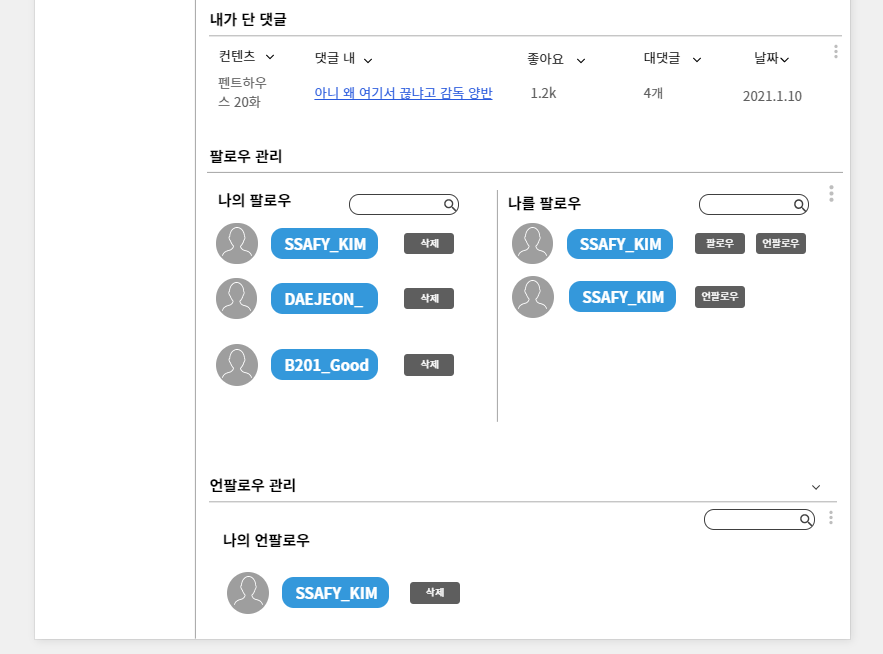 내가 단 댓글
컨텐츠 댓글 내 좋아요 대댓글 날짜
펜트하우
스 20화
아니 왜 여기서 끊냐고 감독 양반 1.2k 4개 2021.1.10
팔로우 관리
나의 팔로우
SSAFY_KIM 삭제
DAEJEON_ 삭제
B201_Good 삭제
나를 팔로우
SSAFY_KIM 팔로우 언팔로우
SSAFY_KIM 언팔로우
언팔로우 관리
나의 언팔로우
SSAFY_KIM 삭제